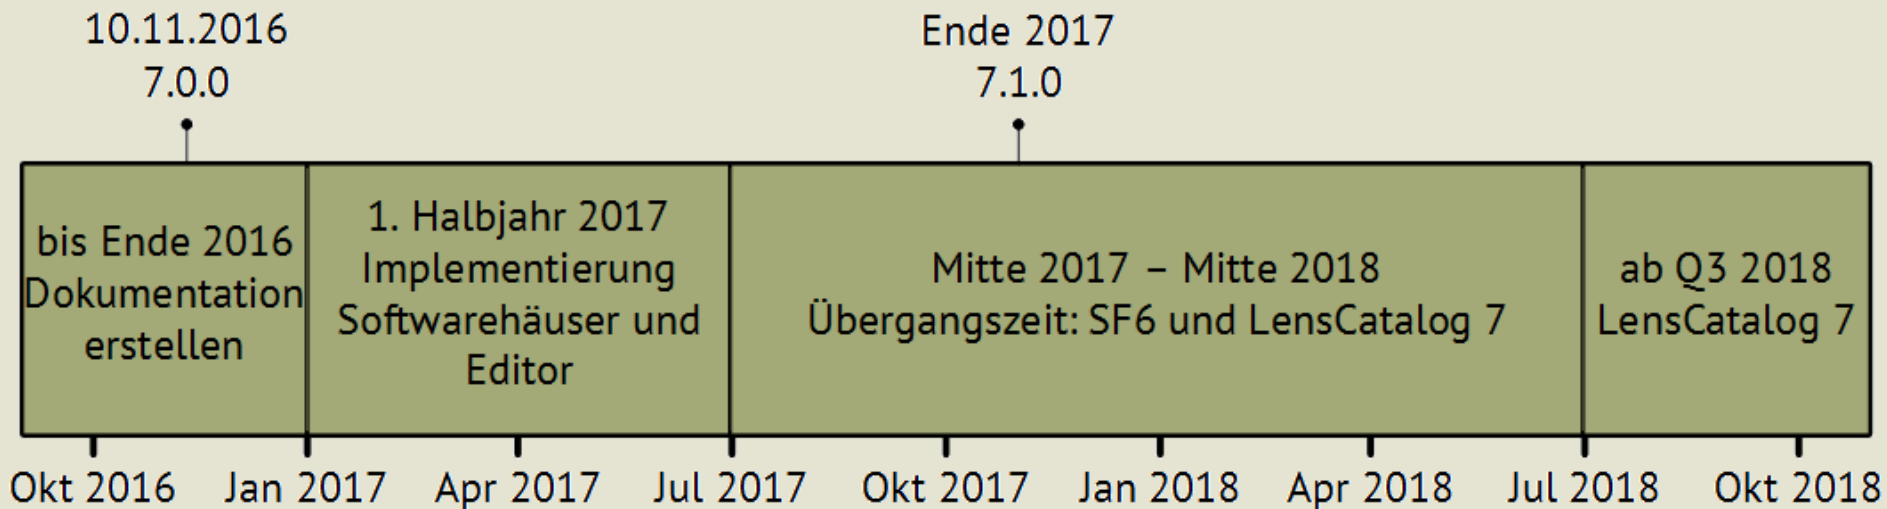 10.11.2016
7.0.0
Ende 2017
7.1.0
bis Ende 2016
Dokumentation
erstellen
1. Halbjahr 2017
Implementierung
Softwarehäuser und
Editor
Mitte 2017 – Mitte 2018
Übergangszeit: SF6 und LensCatalog 7
ab Q3 2018
LensCatalog 7
Okt 2016 Jan 2017 Apr 2017 Jul 2017 Okt 2017 Jan 2018 Apr 2018 Jul 2018 Okt 2018